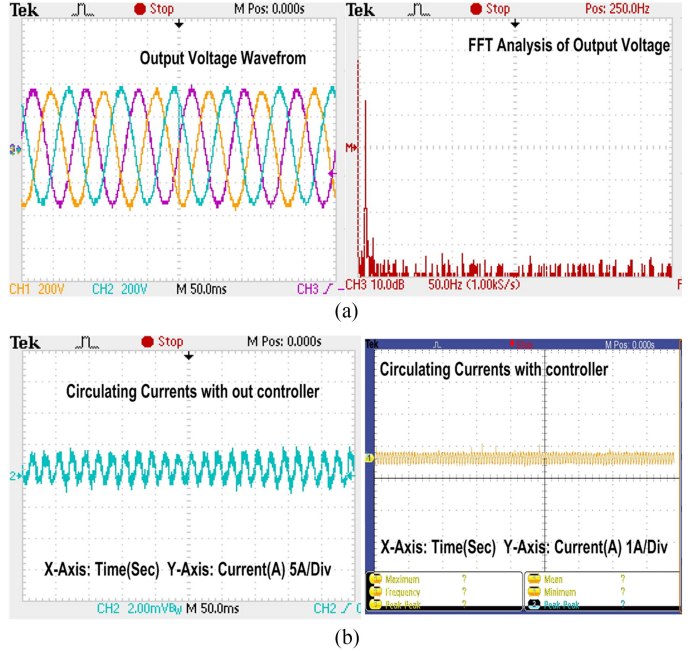 Tek Stop M Pos: 0.000s
Output Voltage Wavefrom
3
CH1 200V CH2 200V M 50.0ms CH3
Tek Stop Pos: 250.0Hz
FFT Analysis of Output Voltage
M
CH3 10.0dB 50.0Hz (1.00kS/s) F
(a)
Tek Stop M Pos: 0.000s
Circulating Currents with out controller
2
X-Axis: Time(Sec) Y-Axis: Current(A) 5A/Div
CH2 2.00mVBW M 50.0ms CH2
Tek M Pos: 0.000s
Circulating Currents with controller
1
X-Axis: Time(Sec) Y-Axis: Current(A) 1A/Div
Maximum ? Mean ?
Frequency ? Minimum ?
Peak Peak ? Peak Peak ?
(b)